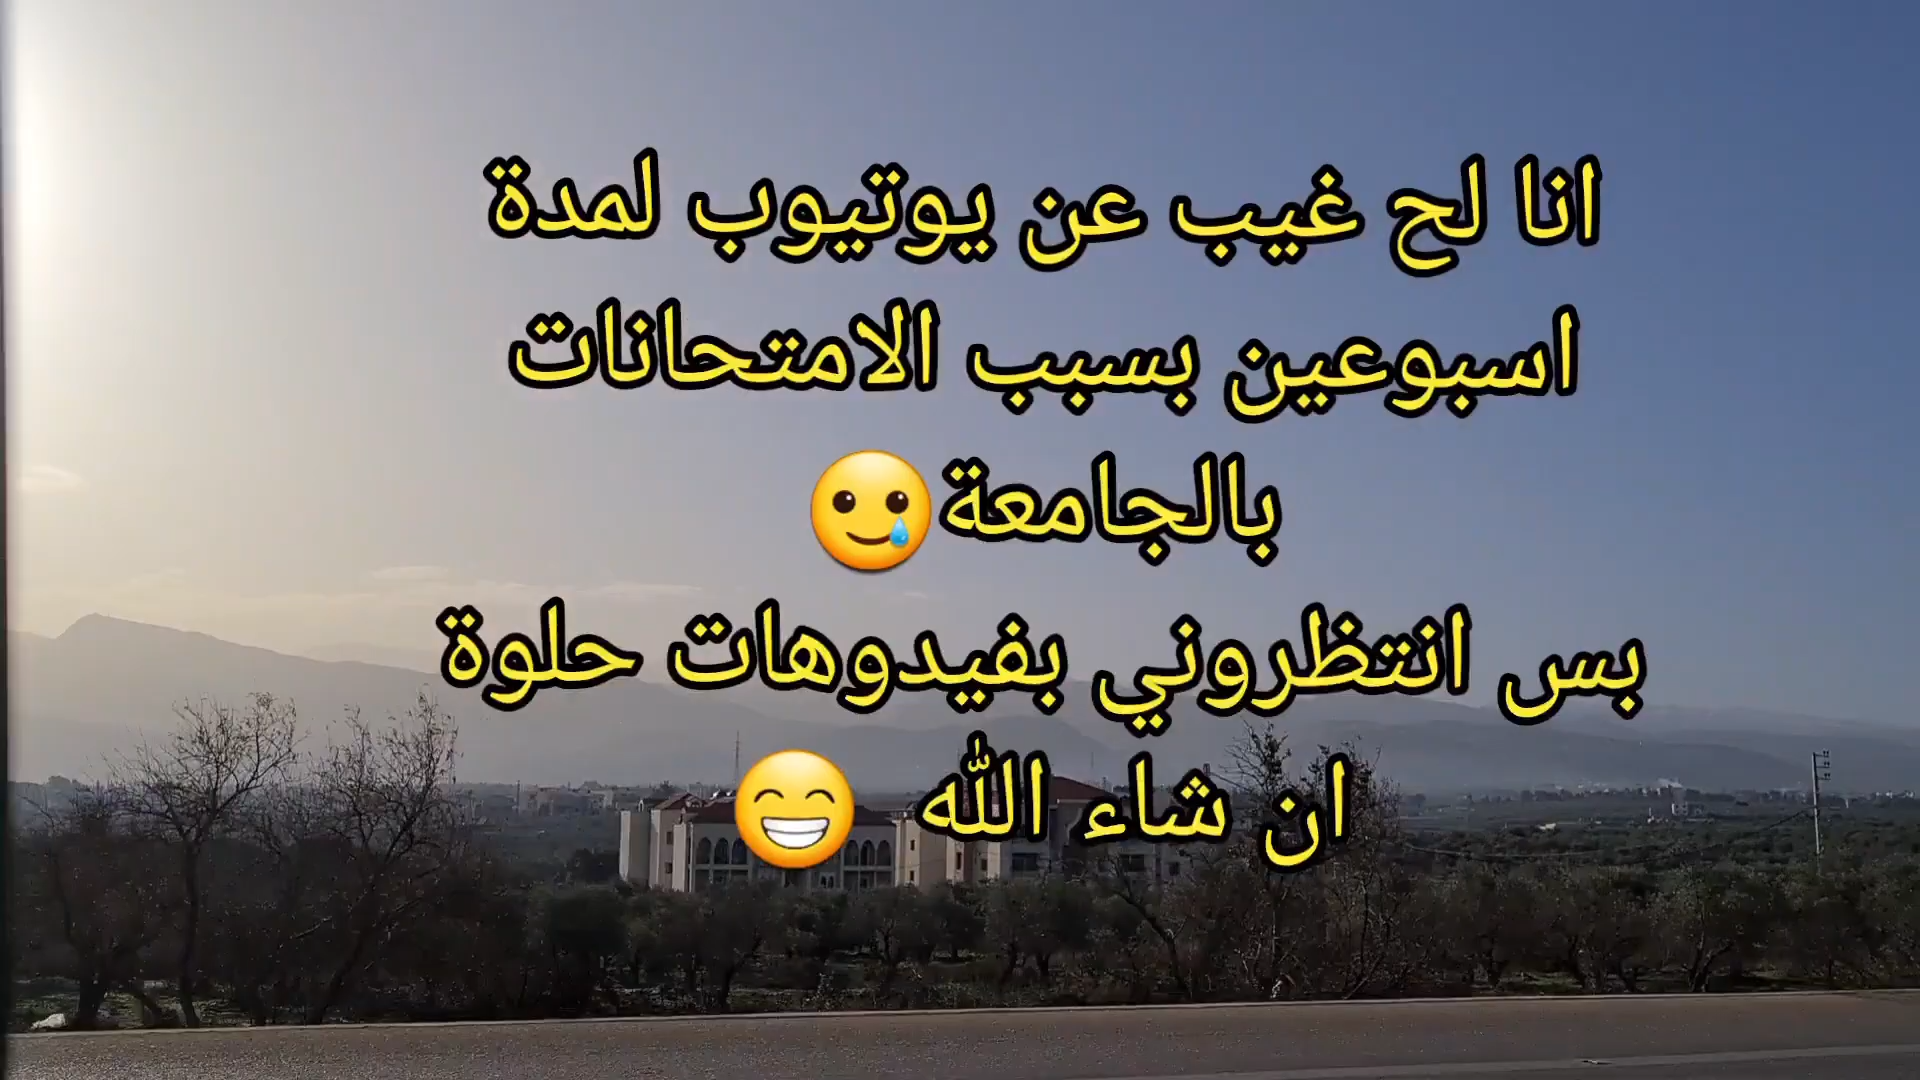 انا لح غيب عن يوتيوب لمدة
اسبوعين بسبب الامتحانات
بالجامعة🥲
بس انتظروني بفيدوهات حلوة
ان شاء الله 😁